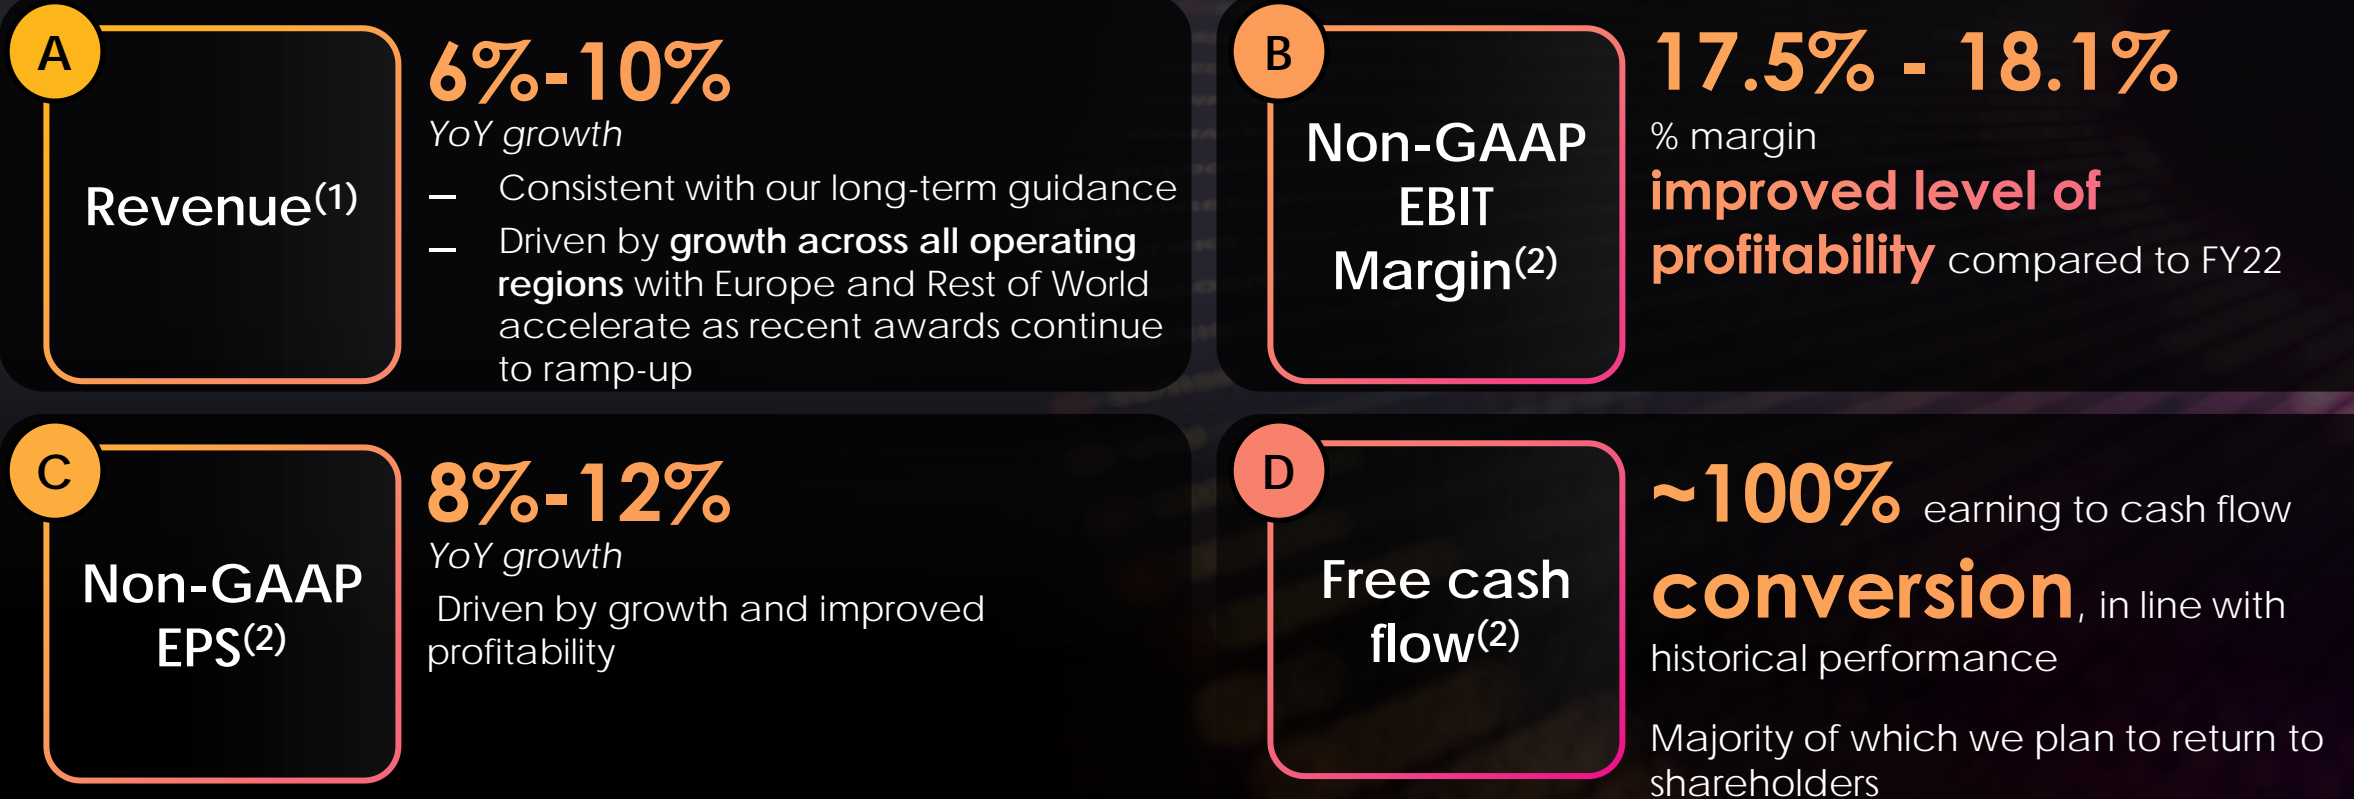 A
Revenue(1)
6%-10%
YoY growth
– Consistent with our long-term guidance
– Driven by growth across all operating
regions with Europe and Rest of World
accelerate as recent awards continue
to ramp-up
B
Non-GAAP
EBIT
Margin(2)
17.5% - 18.1%
% margin
improved level of
profitability compared to FY22
C
Non-GAAP
EPS(2)
8%-12%
YoY growth
Driven by growth and improved
profitability
D
Free cash
flow(2)
~100% earning to cash flow
conversion, in line with
historical performance
Majority of which we plan to return to
shareholders